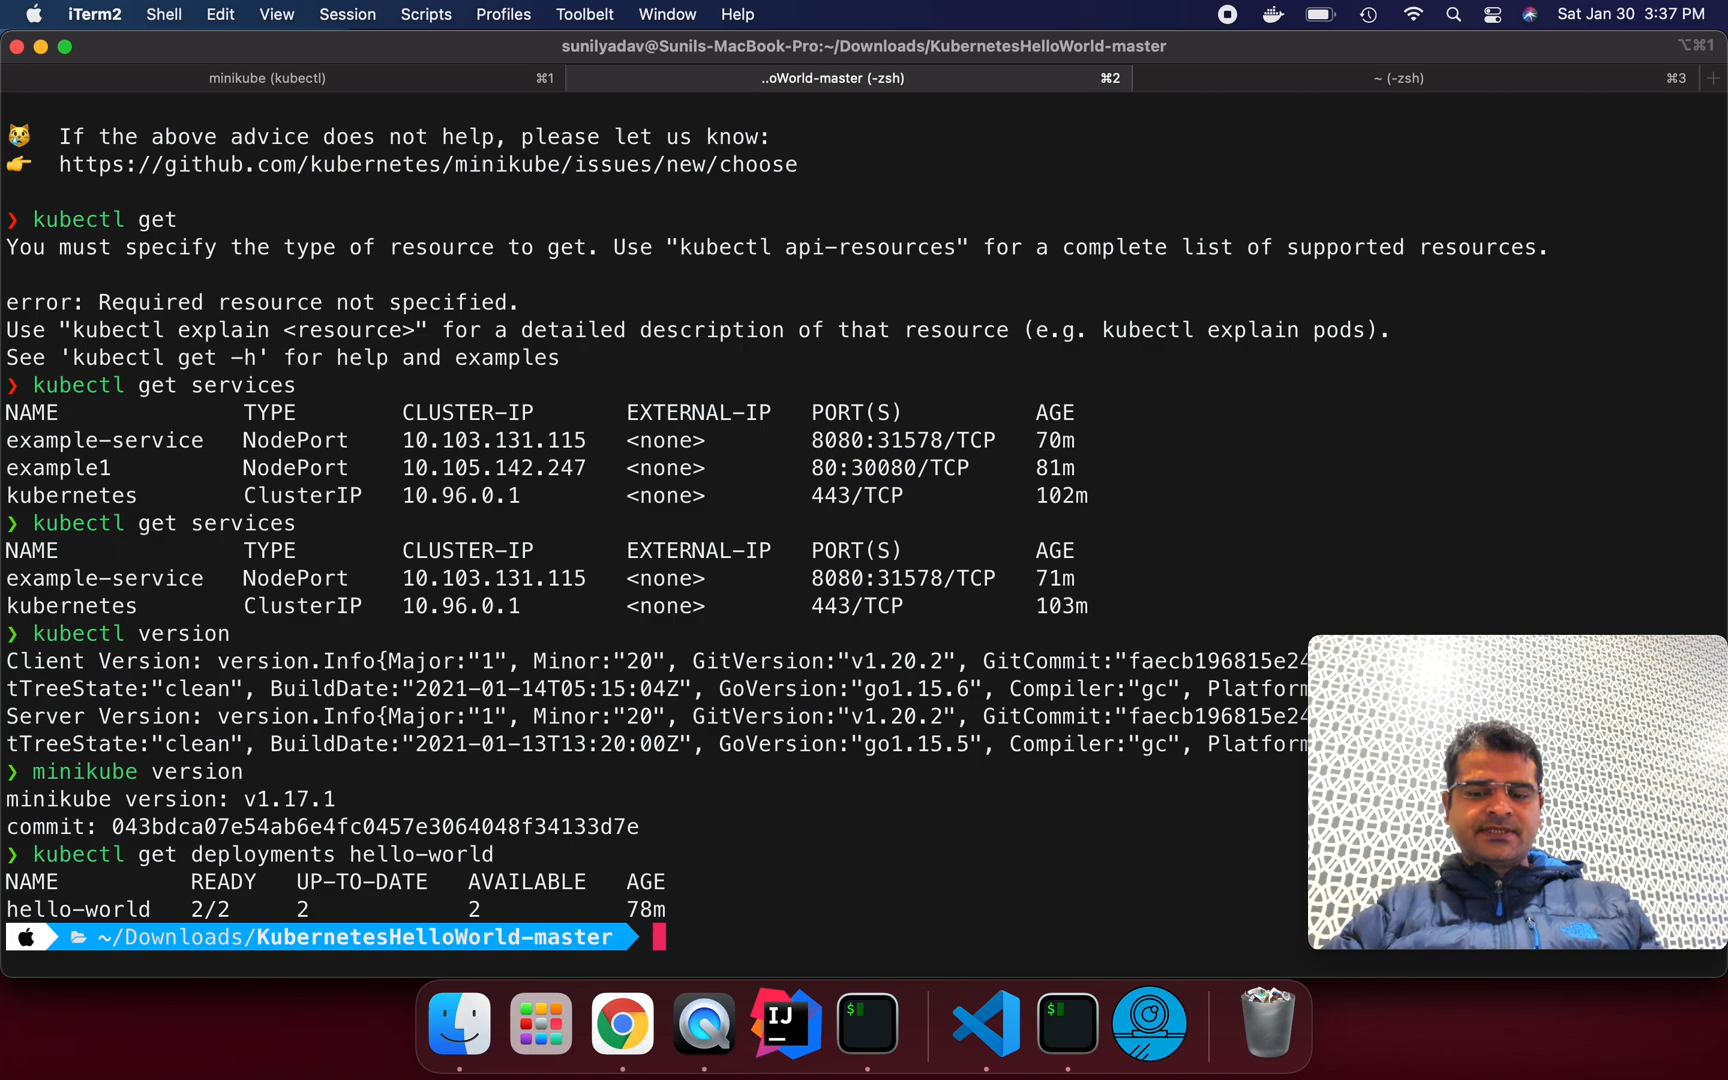 iTerm2 Shell Edit View Session Scripts Profiles Toolbelt Window Help Sat Jan 30 3:37 PM
sunilyadav@Sunils-MacBook-Pro:~/Downloads/KubernetesHelloWorld-master ⌥⌘1
minikube (kubectl) ⌘1 ..oWorld-master (-zsh) ⌘2 ~ (-zsh) ⌘3 +
If the above advice does not help, please let us know:
https://github.com/kubernetes/minikube/issues/new/choose
❯ kubectl get
You must specify the type of resource to get. Use "kubectl api-resources" for a complete list of supported resources.
error: Required resource not specified.
Use "kubectl explain <resource>" for a detailed description of that resource (e.g. kubectl explain pods).
See 'kubectl get -h' for help and examples
❯ kubectl get services
NAME TYPE CLUSTER-IP EXTERNAL-IP PORT(S) AGE
example-service NodePort 10.103.131.115 <none> 8080:31578/TCP 70m
example1 NodePort 10.105.142.247 <none> 80:30080/TCP 81m
kubernetes ClusterIP 10.96.0.1 <none> 443/TCP 102m
❯ kubectl get services
NAME TYPE CLUSTER-IP EXTERNAL-IP PORT(S) AGE
example-service NodePort 10.103.131.115 <none> 8080:31578/TCP 71m
kubernetes ClusterIP 10.96.0.1 <none> 443/TCP 103m
❯ kubectl version
Client Version: version.Info{Major:"1", Minor:"20", GitVersion:"v1.20.2", GitCommit:"faecb196815e24
tTreeState:"clean", BuildDate:"2021-01-14T05:15:04Z", GoVersion:"go1.15.6", Compiler:"gc", Platform
Server Version: version.Info{Major:"1", Minor:"20", GitVersion:"v1.20.2", GitCommit:"faecb196815e24
tTreeState:"clean", BuildDate:"2021-01-13T13:20:00Z", GoVersion:"go1.15.5", Compiler:"gc", Platform
❯ minikube version
minikube version: v1.17.1
commit: 043bdca07e54ab6e4fc0457e3064048f34133d7e
❯ kubectl get deployments hello-world
NAME READY UP-TO-DATE AVAILABLE AGE
hello-world 2/2 2 2 78m
~/Downloads/KubernetesHelloWorld-master
IJ
$
$